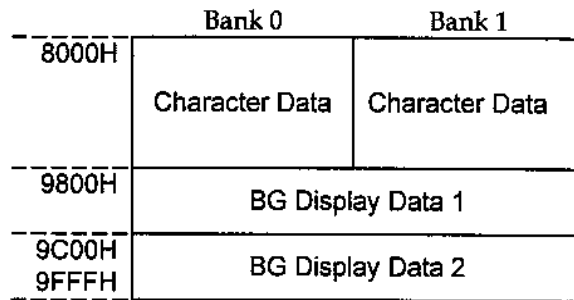 Bank 0 Bank 1
8000H
Character Data Character Data
9800H
BG Display Data 1
9C00H
BG Display Data 2
9FFFH